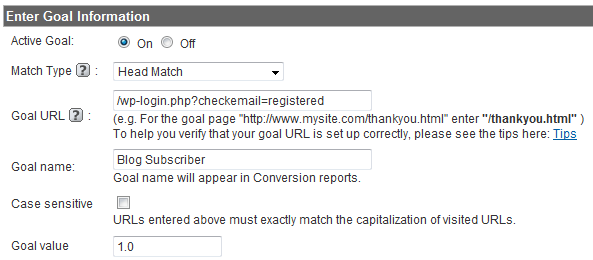 Enter Goal Information
Active Goal: On Off
Match Type ? : Head Match
/wp-login.php?checkemail=registered
Goal URL ? : (e.g. For the goal page "http://www.mysite.com/thankyou.html" enter "/thankyou.html" )
To help you verify that your goal URL is set up correctly, please see the tips here: Tips
Goal name: Blog Subscriber
Goal name will appear in Conversion reports.
Case sensitive
URLs entered above must exactly match the capitalization of visited URLs.
Goal value 1.0